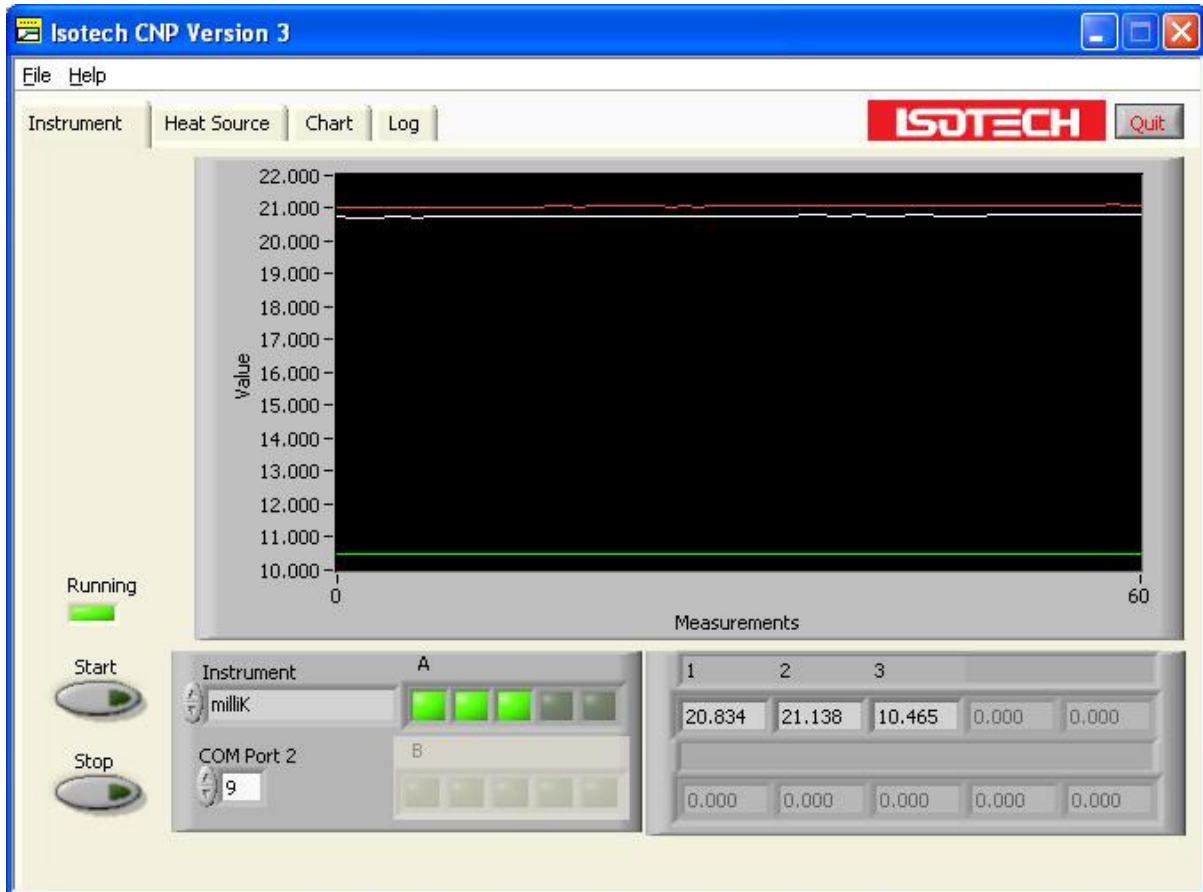 Isotech CNP Version 3
File Help
Instrument Heat Source Chart Log ISOTECH Quit
22.000
21.000
20.000
19.000
18.000
17.000
16.000
15.000
14.000
13.000
12.000
11.000
10.000
Value
0 60
Measurements
Running
Start
Stop
Instrument A
milliK
COM Port 2 B
9
1 2 3
20.834 21.138 10.465 0.000 0.000
0.000 0.000 0.000 0.000 0.000